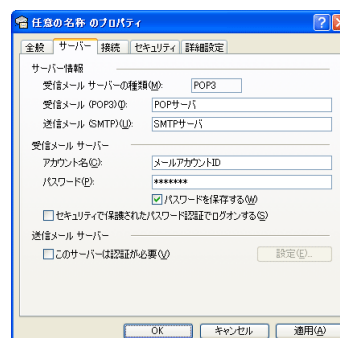 任意の名称 のプロパティ
全般 サーバー 接続 セキュリティ 詳細設定
サーバー情報
受信メール サーバーの種類(M): POP3
受信メール (POP3)(I): POPサーバ
送信メール (SMTP)(U): SMTPサーバ
受信メール サーバー
アカウント名(C): メールアカウントID
パスワード(P): *******
パスワードを保存する(W)
セキュリティで保護されたパスワード認証でログオンする(S)
送信メール サーバー
このサーバーは認証が必要(V) 設定(E)...
OK キャンセル 適用(A)